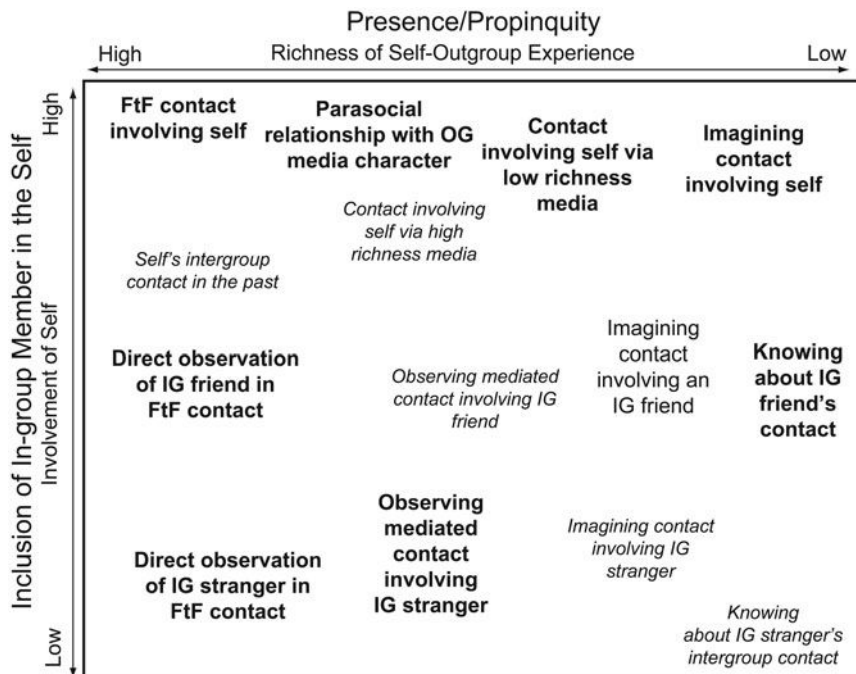 Presence/Propinquity
High
Richness of Self-Outgroup Experience
Low
Inclusion of In-group Member in the Self
Involvement of Self
High
Low
FtF contact
involving self
Parasocial
relationship with OG
media character
Contact
involving self via
low richness
media
Imagining
contact
involving self
Contact involving
self via high
richness media
Self's intergroup
contact in the past
Direct observation
of IG friend in
FtF contact
Observing mediated
contact involving IG
friend
Imagining
contact
involving an
IG friend
Knowing
about IG
friend's
contact
Direct observation
of IG stranger in
FtF contact
Observing
mediated
contact
involving
IG stranger
Imagining contact
involving IG
stranger
Knowing
about IG stranger's
intergroup contact